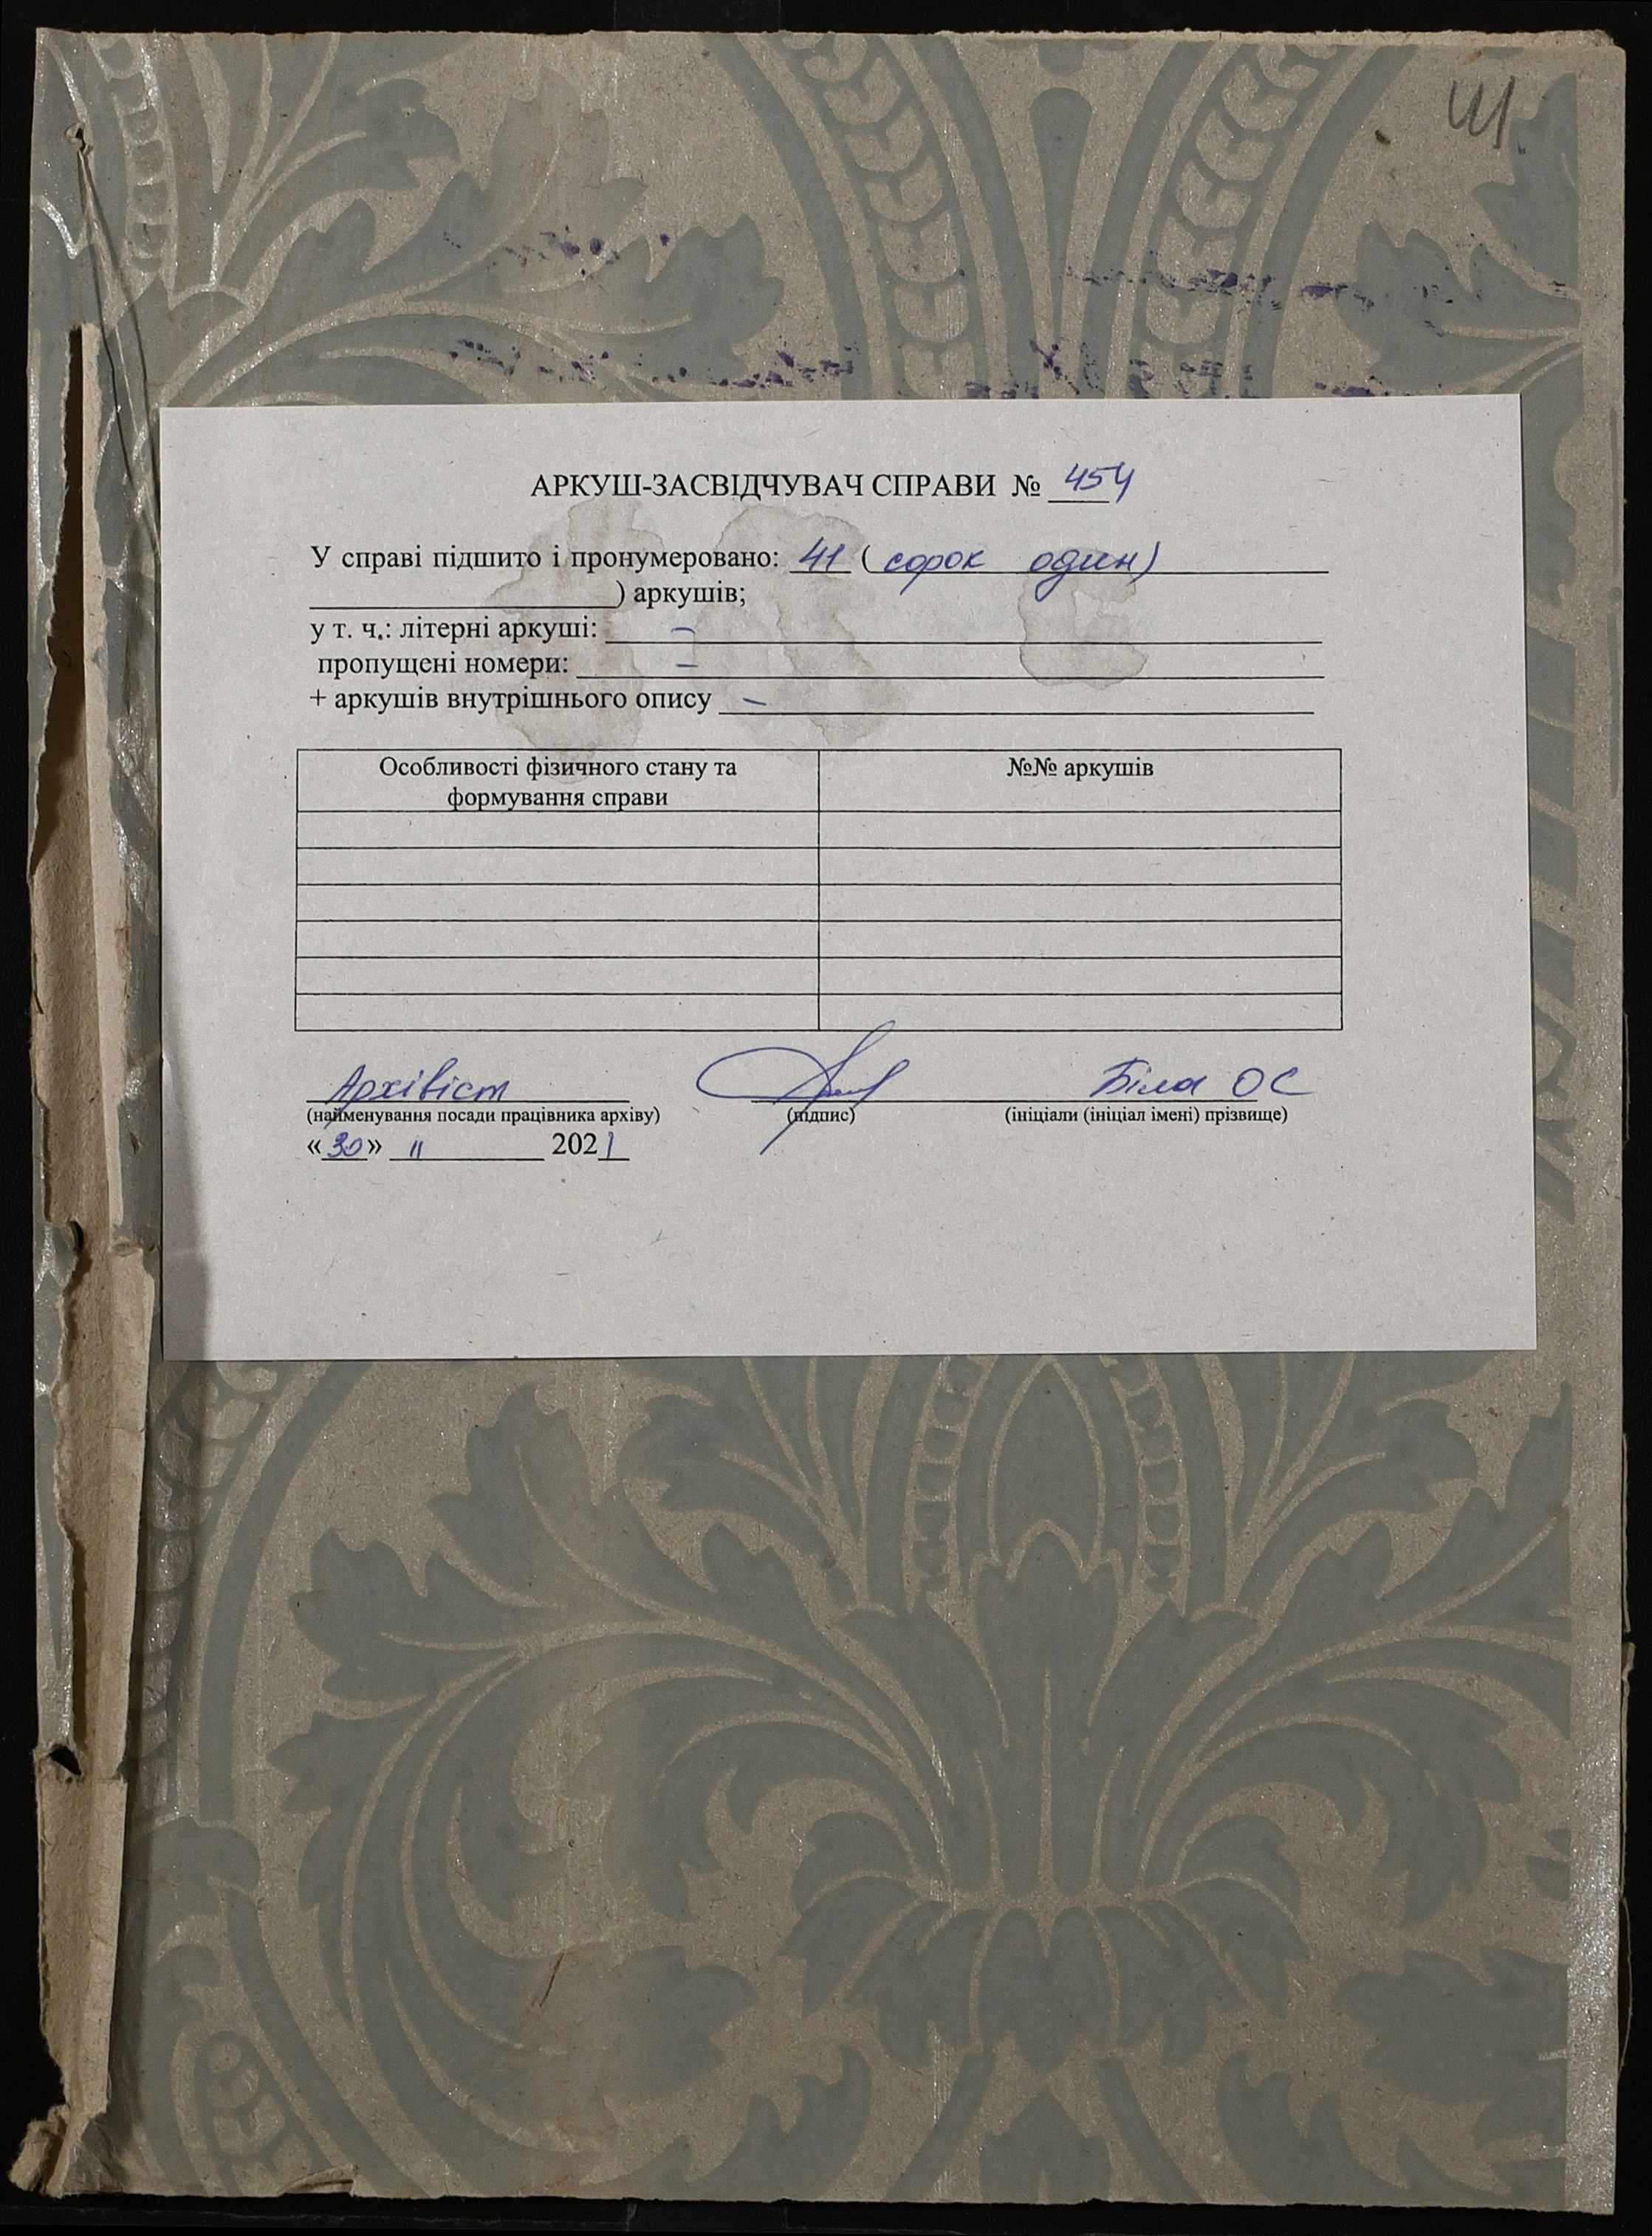 41
АРКУШ-ЗАСВІДЧУВАЧ СПРАВИ № 454
У справі підшито і пронумеровано: 41 ( сорок один)
) аркушів;
у т. ч.: літерні аркуші: –
пропущені номери: –
+ аркушів внутрішнього опису –
Особливості фізичного стану та формування справи
№№ аркушів
Архівіст
Біла ОС
(найменування посади працівника архіву)
(підпис)
(ініціали (ініціал імені) прізвище)
«30» 11 2021